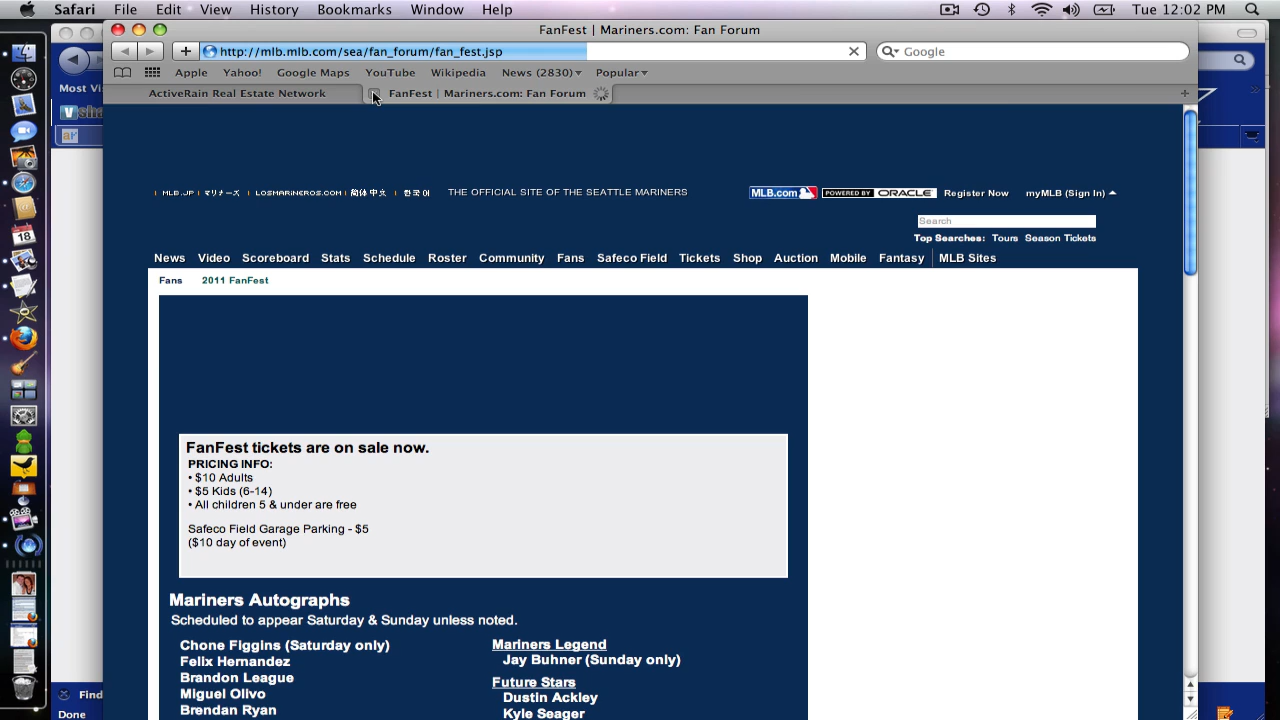 Safari File Edit View History Bookmarks Window Help Tue 12:02 PM
FanFest | Mariners.com: Fan Forum
http://mlb.mlb.com/sea/fan_forum/fan_fest.jsp Google
Apple Yahoo! Google Maps YouTube Wikipedia News (2830) Popular
Most Vi
ActiveRain Real Estate Network FanFest | Mariners.com: Fan Forum
MLB.JP マリナーズ LOSMARINEROS.COM 简体中文 한국어 THE OFFICIAL SITE OF THE SEATTLE MARINERS MLB.com POWERED BY ORACLE Register Now myMLB (Sign In)
Search
Top Searches: Tours Season Tickets
News Video Scoreboard Stats Schedule Roster Community Fans Safeco Field Tickets Shop Auction Mobile Fantasy MLB Sites
Fans 2011 FanFest
FanFest tickets are on sale now.
PRICING INFO:
• $10 Adults
• $5 Kids (6-14)
• All children 5 & under are free
Safeco Field Garage Parking - $5
($10 day of event)
Mariners Autographs
Scheduled to appear Saturday & Sunday unless noted.
Chone Figgins (Saturday only)
Felix Hernandez
Brandon League
Miguel Olivo
Brendan Ryan
Mariners Legend
Jay Buhner (Sunday only)
Future Stars
Dustin Ackley
Kyle Seager
Find
Done
18